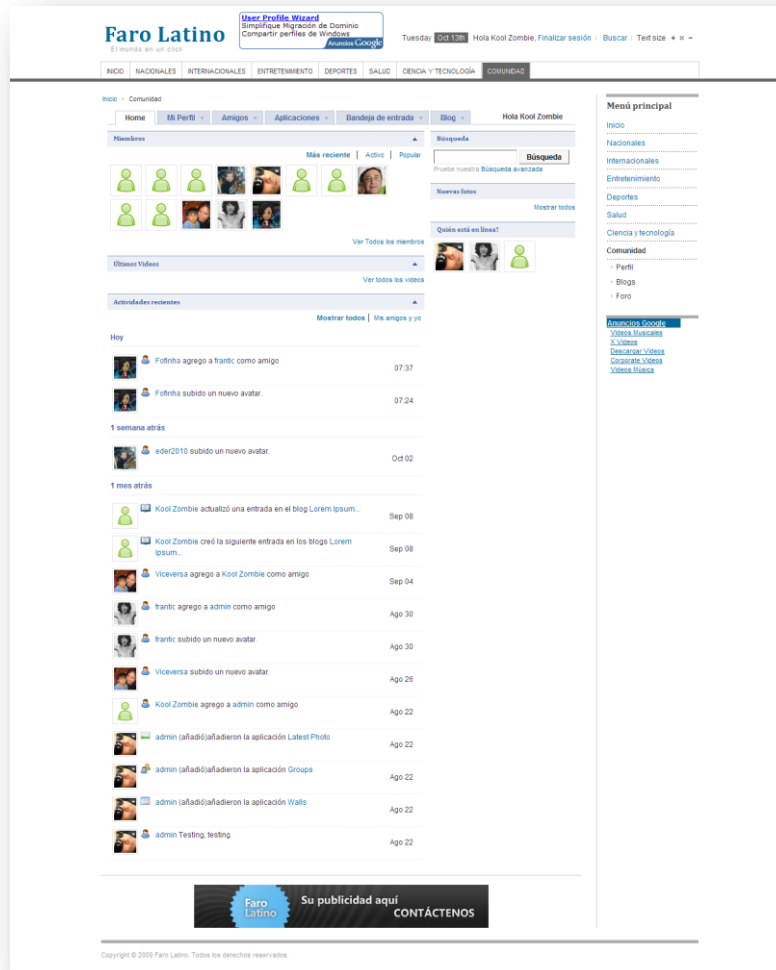 Faro Latino
El mundo en un click
User Profile Wizard
Simplifique Migración de Dominic
Compartir perfiles de Windows
Anuncios Google
Tuesday Oct 13th Hola Kool Zombie, Finalizar sesión Buscar Text size + × −
INICIO NACIONALES INTERNACIONALES ENTRETENIMIENTO DEPORTES SALUD CIENCIA Y TECNOLOGÍA COMUNIDAD
Inicio Comunidad
Home Mi Perfil Amigos Aplicaciones Bandeja de entrada Blog Hola Kool Zombie
Miembros
Más reciente | Activo | Popular
Ver Todos los miembros
Últimos Videos
Ver todos los videos
Actividades recientes
Mostrar todos | Mis amigos y yo
Hoy
Fofinha agrego a frantic como amigo
07:37
Fofinha subido un nuevo avatar.
07:24
1 semana atrás
eder2010 subido un nuevo avatar.
Oct 02
1 mes atrás
Kool Zombie actualizó una entrada en el blog Lorem Ipsum...
Sep 08
Kool Zombie creó la siguiente entrada en los blogs Lorem
Ipsum...
Sep 08
Viceversa agrego a Kool Zombie como amigo
Sep 04
frantic agrego a admin como amigo
Ago 30
frantic subido un nuevo avatar.
Ago 30
Viceversa subido un nuevo avatar.
Ago 26
Kool Zombie agrego a admin como amigo
Ago 22
admin (añadió)añadieron la aplicación Latest Photo
Ago 22
admin (añadió)añadieron la aplicación Groups
Ago 22
admin (añadió)añadieron la aplicación Walls
Ago 22
admin Testing, testing
Ago 22
Búsqueda
Búsqueda
Pruebe nuestra Búsqueda avanzada
Nuevas fotos
Mostrar todos
Quién está en línea?
Menú principal
Inicio
Nacionales
Internacionales
Entretenimiento
Deportes
Salud
Ciencia y tecnología
Comunidad
Perfil
Blogs
Foro
Anuncios Google
Videos Musicales
X Videos
Descargar Videos
Corporate Videos
Videos Música
Faro
Latino
Su publicidad aquí
CONTÁCTENOS
Copyright © 2009 Faro Latino. Todos los derechos reservados.